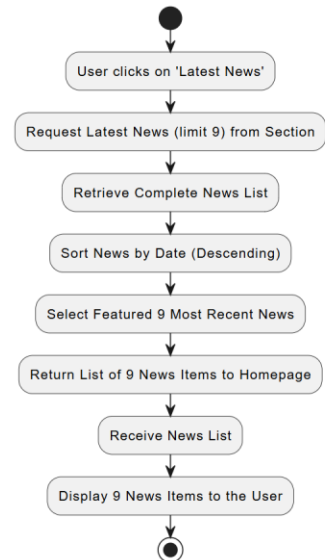 User clicks on 'Latest News'
Request Latest News (limit 9) from Section
Retrieve Complete News List
Sort News by Date (Descending)
Select Featured 9 Most Recent News
Return List of 9 News Items to Homepage
Receive News List
Display 9 News Items to the User